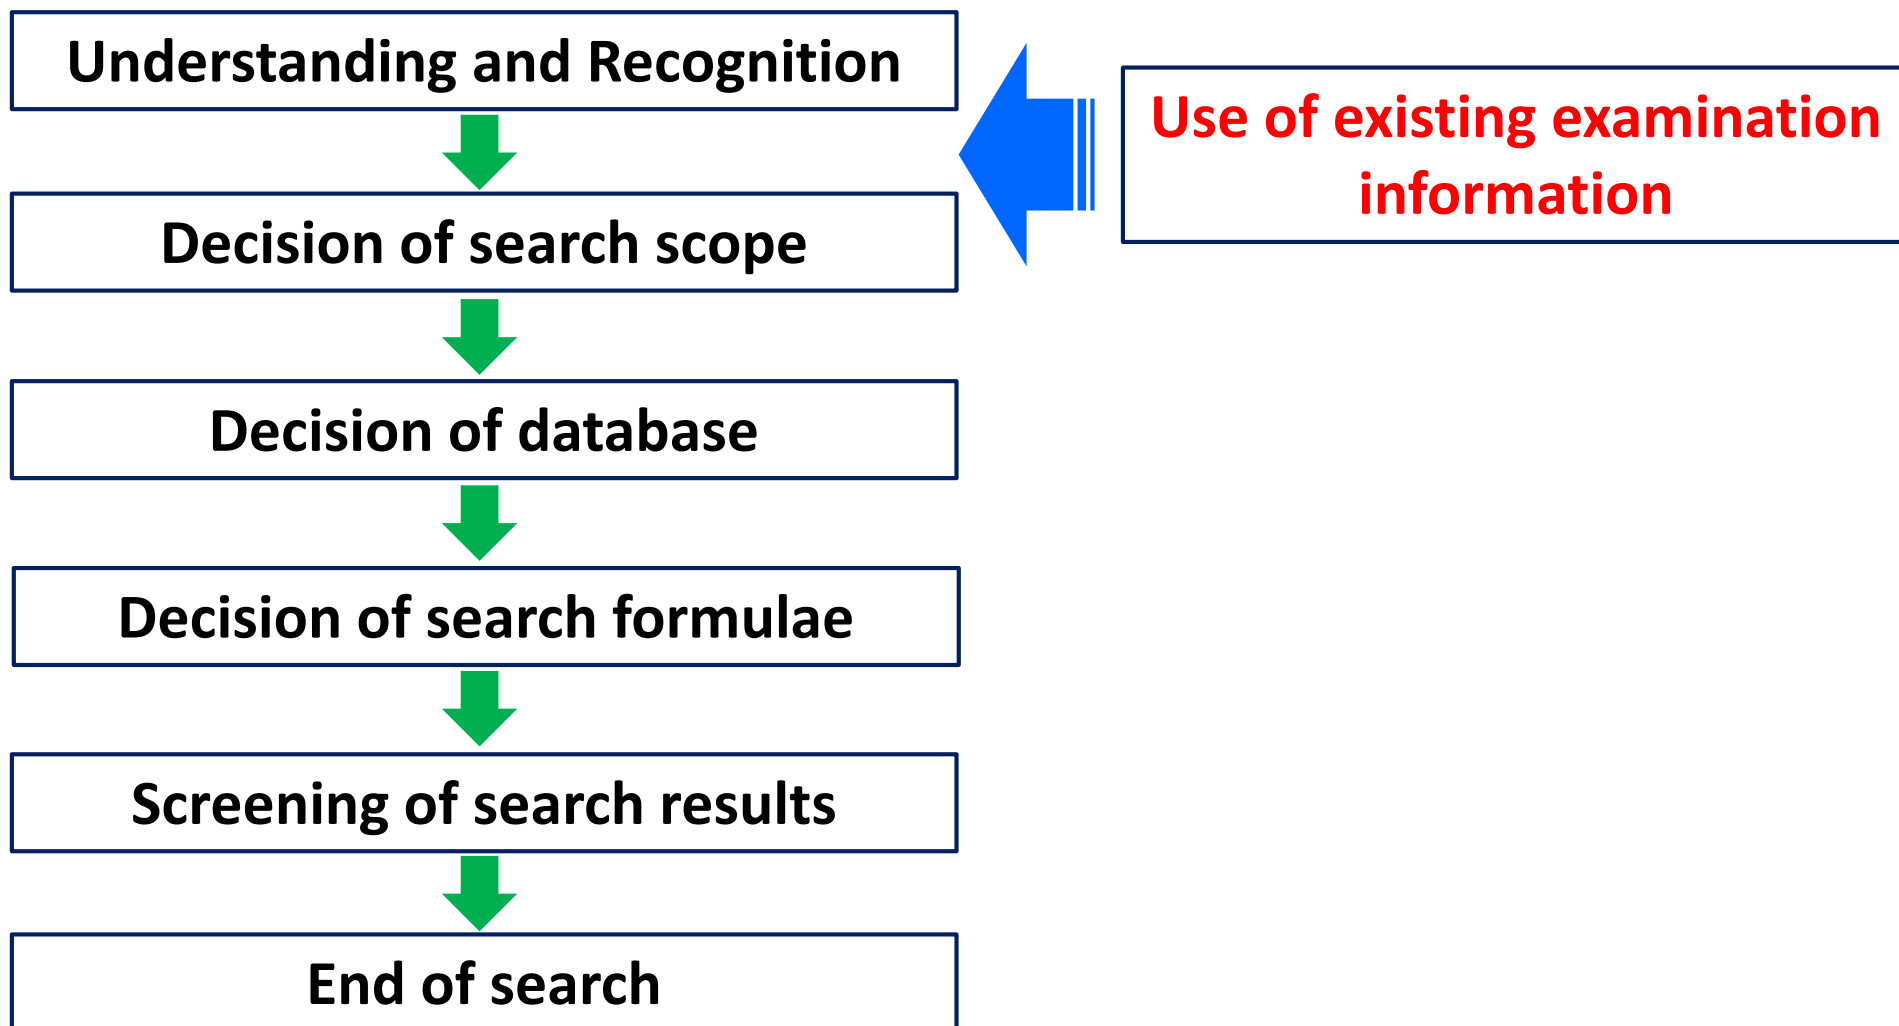 Understanding and Recognition
Use of existing examination
information
Decision of search scope
Decision of database
Decision of search formulae
Screening of search results
End of search